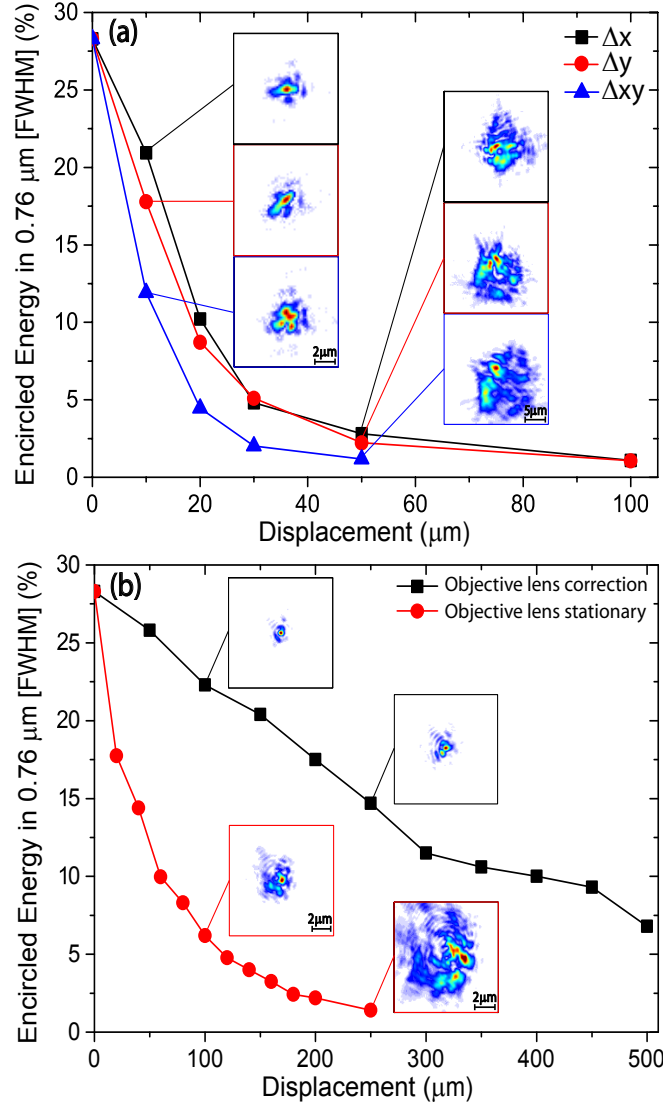 (a)
Δx
Δy
Δxy
30
25
20
15
10
5
0
Encircled Energy in 0.76 μm [FWHM] (%)
2μm
5μm
0 20 40 60 80 100
Displacement (μm)
(b)
Objective lens correction
Objective lens stationary
30
25
20
15
10
5
0
Encircled Energy in 0.76 μm [FWHM] (%)
2μm
2μm
0 100 200 300 400 500
Displacement (μm)